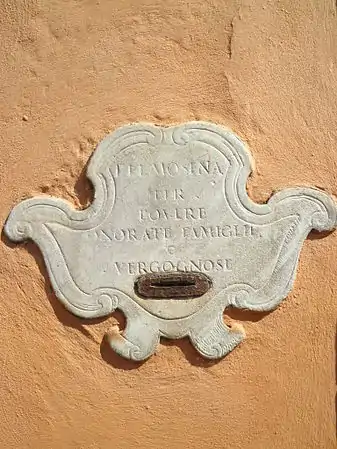 ELEMOSINA
PER
POVERE
ONORATE FAMIGLIE
E
VERGOGNOSE